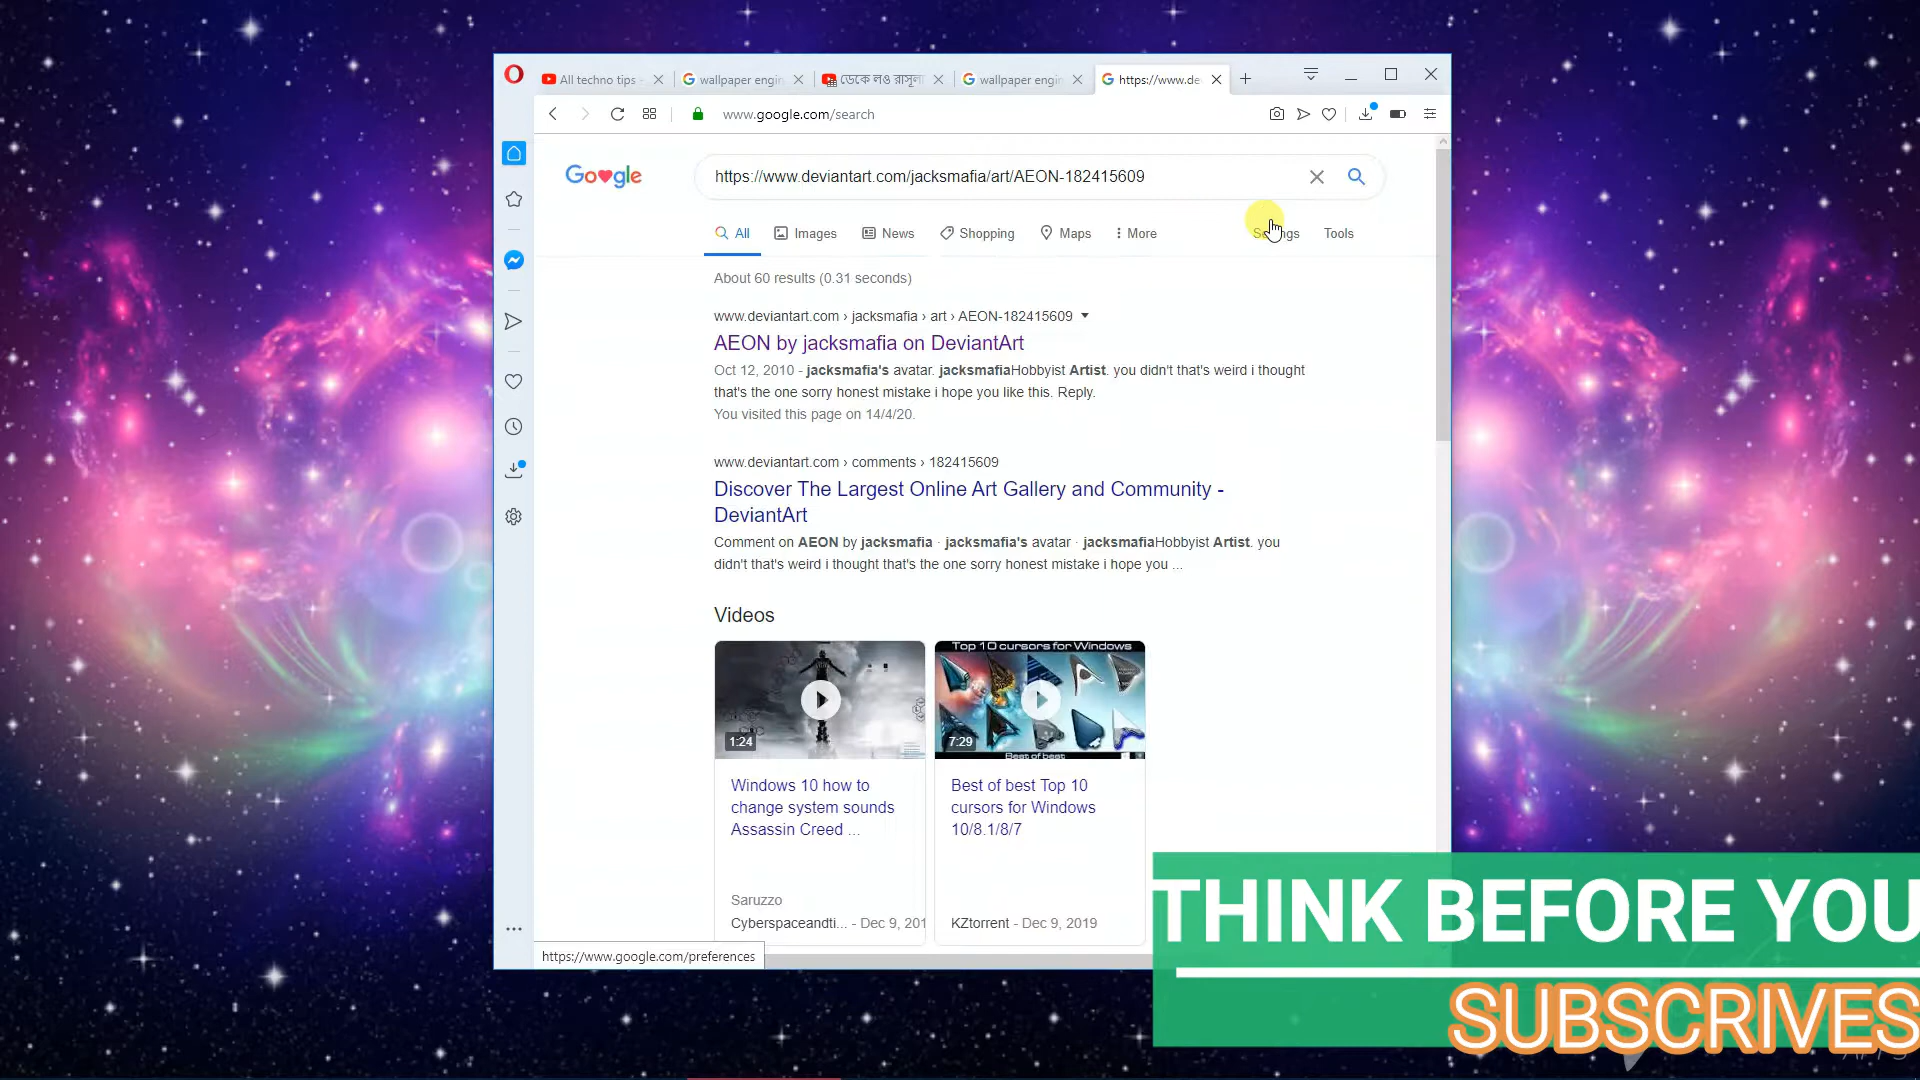 All techno tips
wallpaper engin
ডেকে লও রাসূলা
wallpaper engin
https://www.de
www.google.com/search
Google
https://www.deviantart.com/jacksmafia/art/AEON-182415609
All
Images
News
Shopping
Maps
More
Settings
Tools
About 60 results (0.31 seconds)
www.deviantart.com › jacksmafia › art › AEON-182415609
AEON by jacksmafia on DeviantArt
Oct 12, 2010 - jacksmafia's avatar. jacksmafiaHobbyist Artist. you didn't that's weird i thought
that's the one sorry honest mistake i hope you like this. Reply.
You visited this page on 14/4/20.
www.deviantart.com › comments › 182415609
Discover The Largest Online Art Gallery and Community -
DeviantArt
Comment on AEON by jacksmafia · jacksmafia's avatar · jacksmafiaHobbyist Artist. you
didn't that's weird i thought that's the one sorry honest mistake i hope you ...
Videos
1:24
Top 10 cursors for Windows
7:29
Best of best
Windows 10 how to
change system sounds
Assassin Creed ...
Saruzzo
Cyberspaceandti... - Dec 9, 201
Best of best Top 10
cursors for Windows
10/8.1/8/7
KZtorrent - Dec 9, 2019
https://www.google.com/preferences
THINK BEFORE YOU
SUBSCRIVES